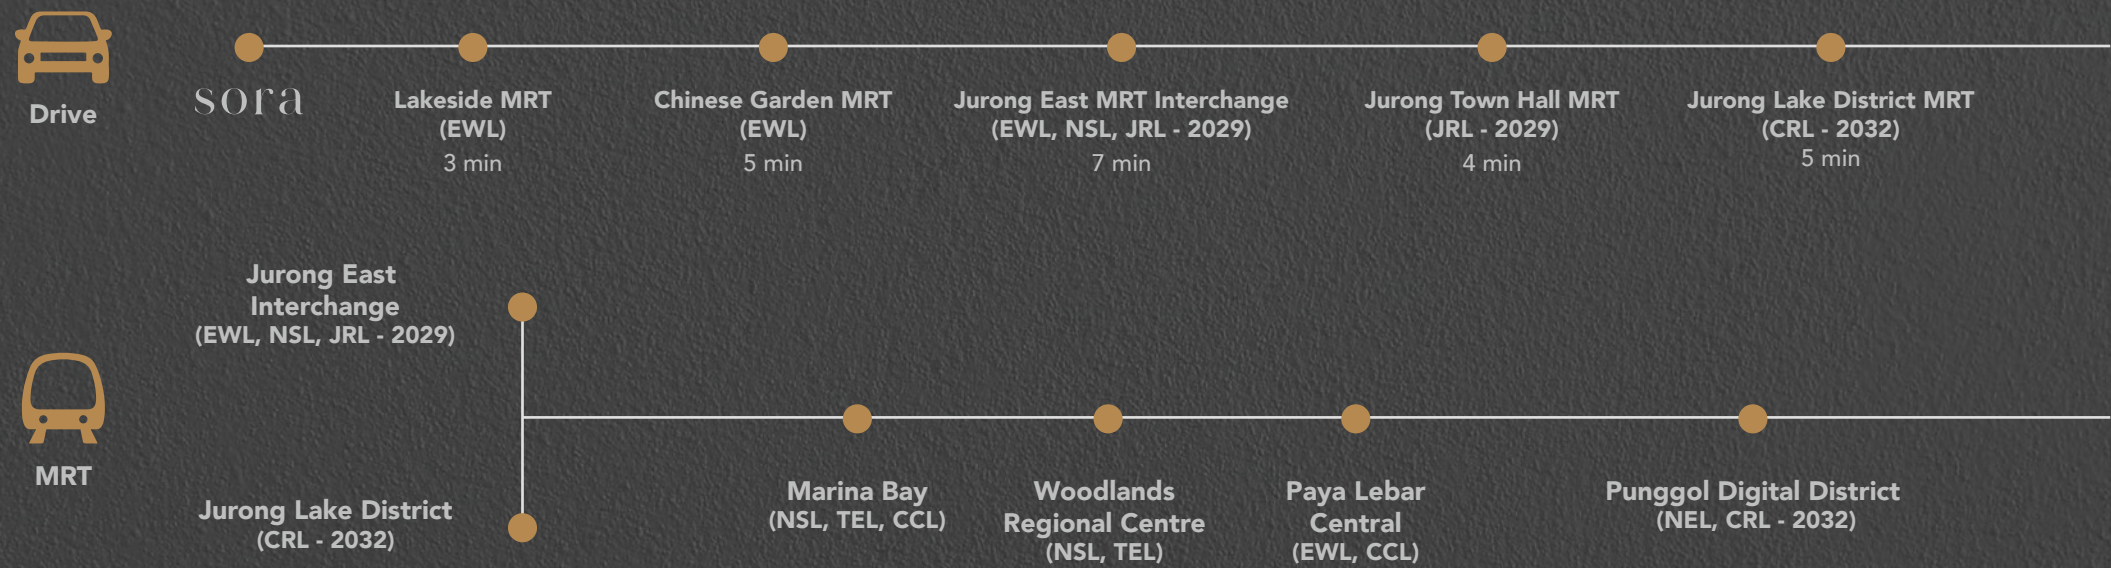 Drive
sora
Lakeside MRT
(EWL)
3 min
Chinese Garden MRT
(EWL)
5 min
Jurong East MRT Interchange
(EWL, NSL, JRL - 2029)
7 min
Jurong Town Hall MRT
(JRL - 2029)
4 min
Jurong Lake District MRT
(CRL - 2032)
5 min
MRT
Jurong East
Interchange
(EWL, NSL, JRL - 2029)
Jurong Lake District
(CRL - 2032)
Marina Bay
(NSL, TEL, CCL)
Woodlands
Regional Centre
(NSL, TEL)
Paya Lebar
Central
(EWL, CCL)
Punggol Digital District
(NEL, CRL - 2032)